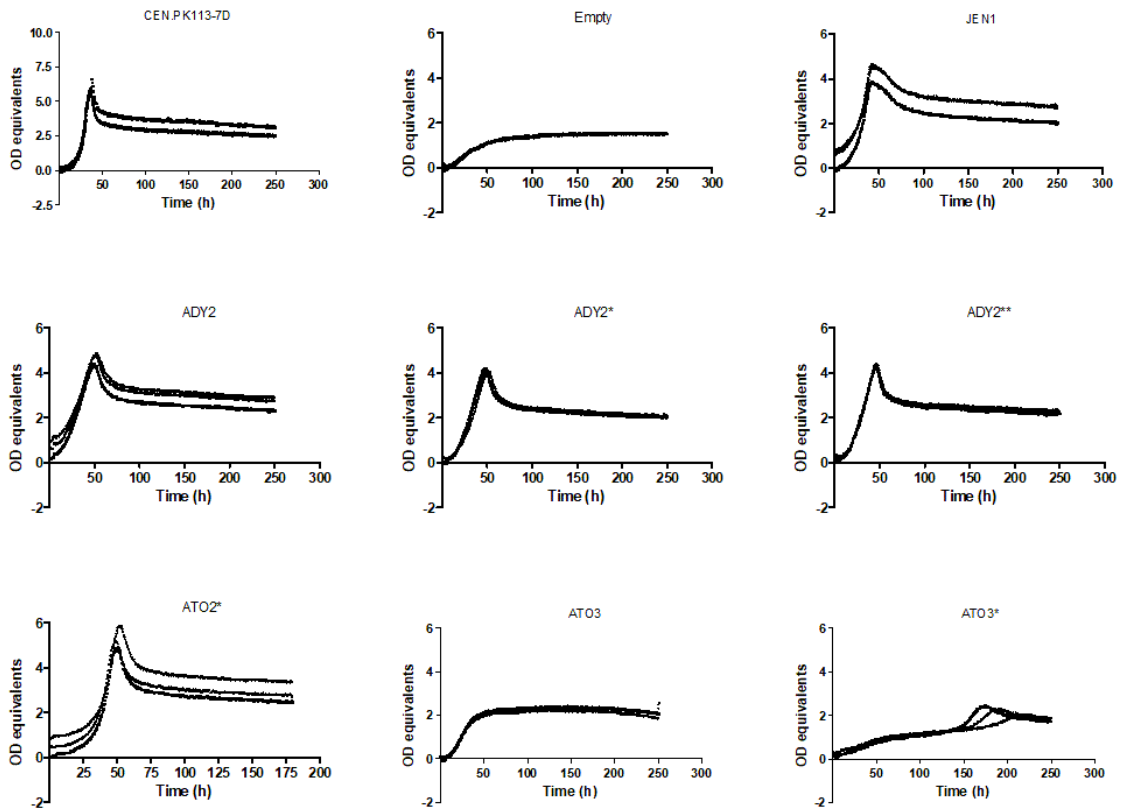 CEN.PK113-7D
Empty
JEN1
10.0
7.5
5.0
2.5
0.0
-2.5
OD equivalents
50 100 150 200 250 300
Time (h)
6
4
2
0
-2
OD equivalents
50 100 150 200 250 300
Time (h)
6
4
2
0
-2
OD equivalents
50 100 150 200 250 300
Time (h)
ADY2
ADY2*
ADY2**
6
4
2
0
-2
OD equivalents
50 100 150 200 250 300
Time (h)
6
4
2
0
-2
OD equivalents
50 100 150 200 250 300
Time (h)
6
4
2
0
-2
OD equivalents
50 100 150 200 250 300
Time (h)
ATO2*
ATO3
ATO3*
6
4
2
0
-2
OD equivalents
25 50 75 100 125 150 175 200
Time (h)
6
4
2
0
-2
OD equivalents
50 100 150 200 250 300
Time (h)
6
4
2
0
-2
OD equivalents
50 100 150 200 250 300
Time (h)